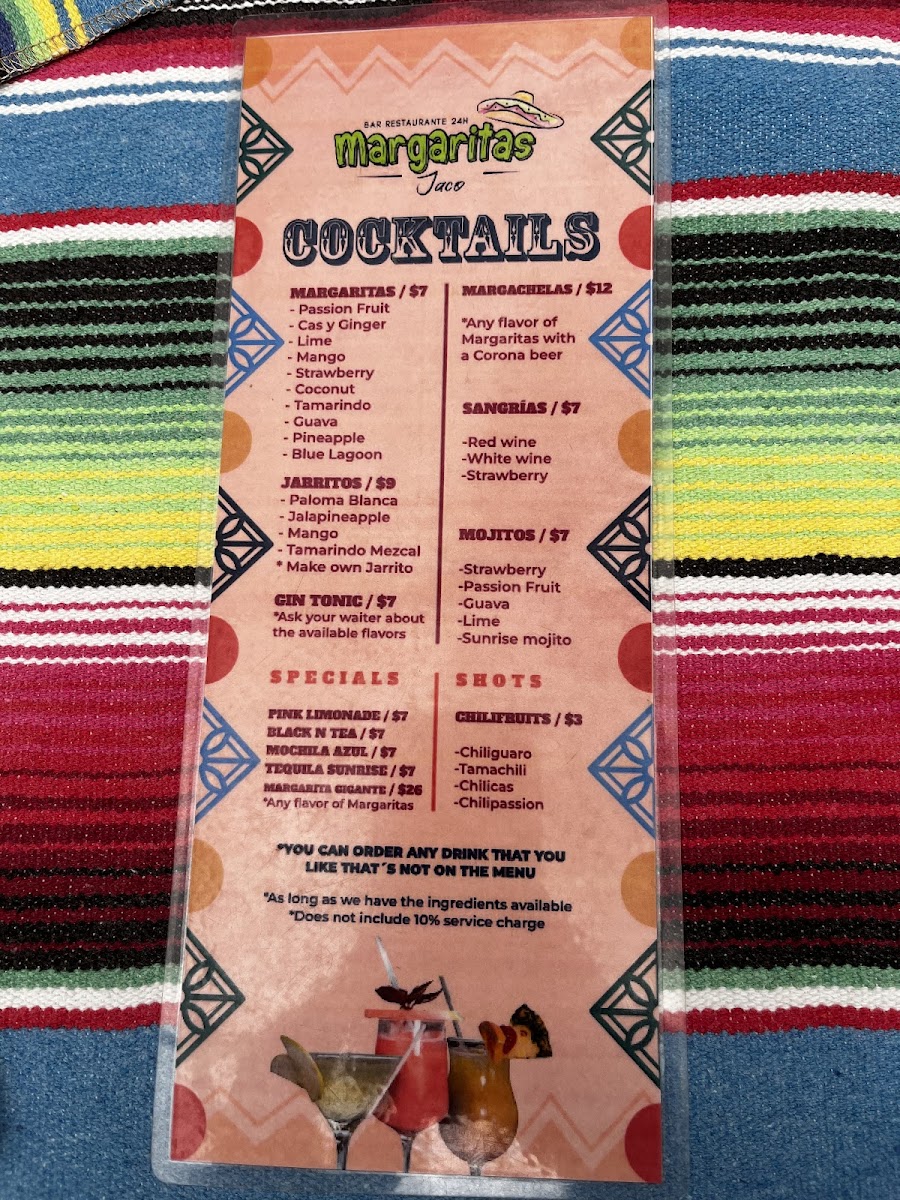 BAR RESTAURANTE 24H
margaritas
Jaco
COCKTAILS
MARGARITAS / $7
- Passion Fruit
- Cas y Ginger
- Lime
- Mango
- Strawberry
- Coconut
- Tamarindo
- Guava
- Pineapple
- Blue Lagoon
JARRITOS / $9
- Paloma Blanca
- Jalapineapple
- Mango
- Tamarindo Mezcal
* Make own Jarrito
GIN TONIC / $7
*Ask your waiter about
the available flavors
MARGACHELAS / $12
*Any flavor of
Margaritas with
a Corona beer
SANGRÍAS / $7
-Red wine
-White wine
-Strawberry
MOJITOS / $7
-Strawberry
-Passion Fruit
-Guava
-Lime
-Sunrise mojito
SPECIALS
PINK LIMONADE / $7
BLACK N TEA / $7
MOCHILA AZUL / $7
TEQUILA SUNRISE / $7
MARGARITA GIGANTE / $26
*Any flavor of Margaritas
SHOTS
CHILIFRUITS / $3
-Chiliguaro
-Tamachili
-Chilicas
-Chilipassion
*YOU CAN ORDER ANY DRINK THAT YOU
LIKE THAT´S NOT ON THE MENU
*As long as we have the ingredients available
*Does not include 10% service charge